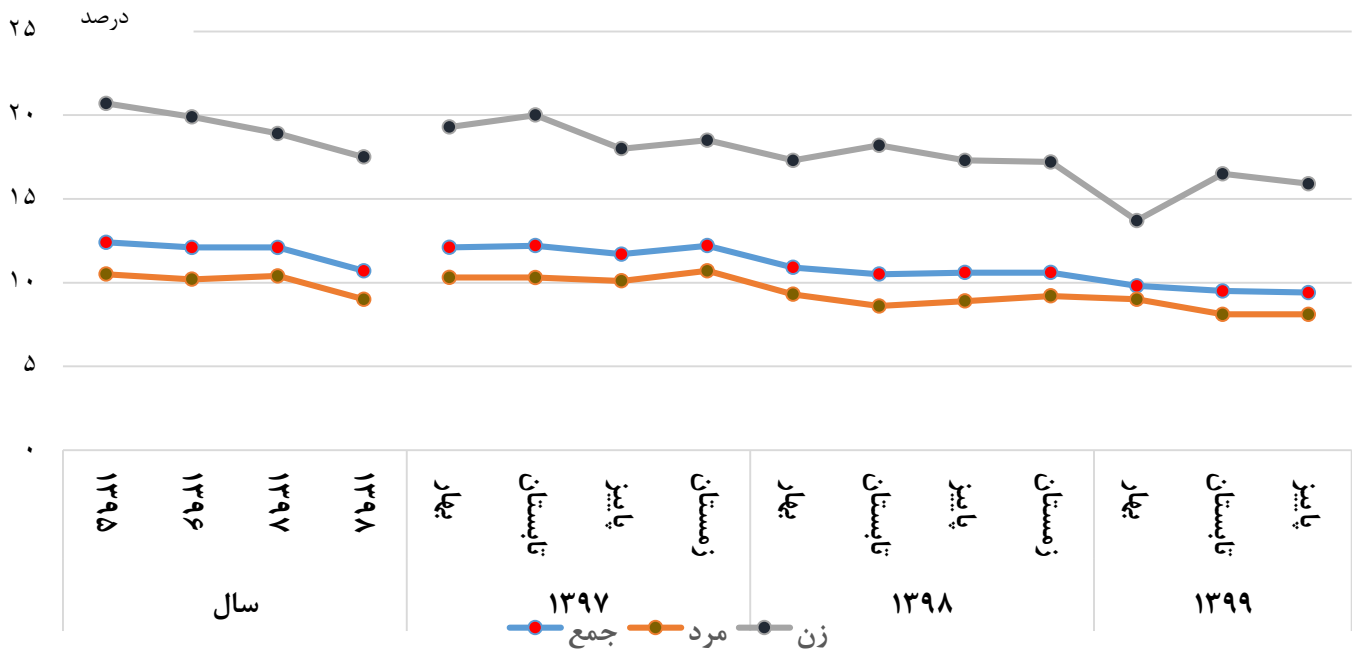 درصد
۲۵
۲۰
۱۵
۱۰
۵
۰
۱۳۹۵
۱۳۹۶
۱۳۹۷
۱۳۹۸
بهار
تابستان
پاییز
زمستان
بهار
تابستان
پاییز
زمستان
بهار
تابستان
پاییز
سال
۱۳۹۷
۱۳۹۸
۱۳۹۹
جمع
مرد
زن